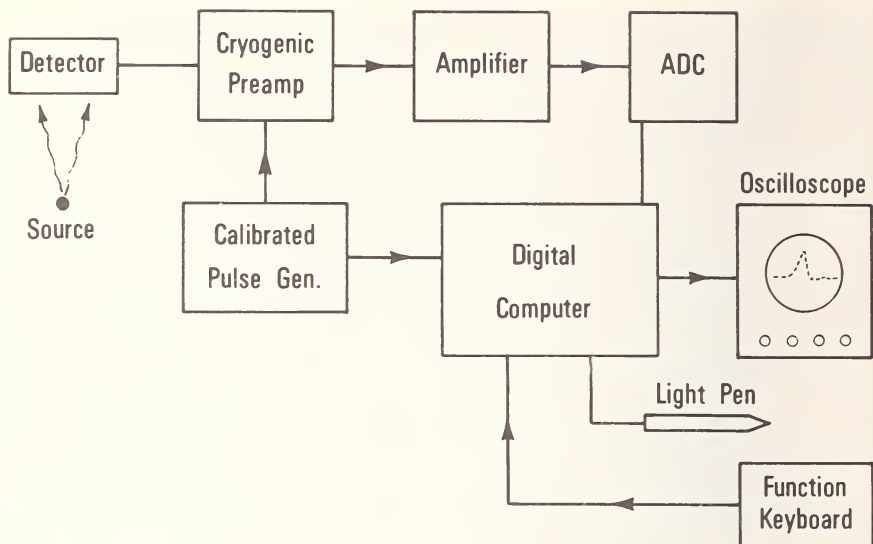 Detector
Cryogenic
Preamp
Amplifier
ADC
Source
Calibrated
Pulse Gen.
Digital
Computer
Oscilloscope
Light Pen
Function
Keyboard